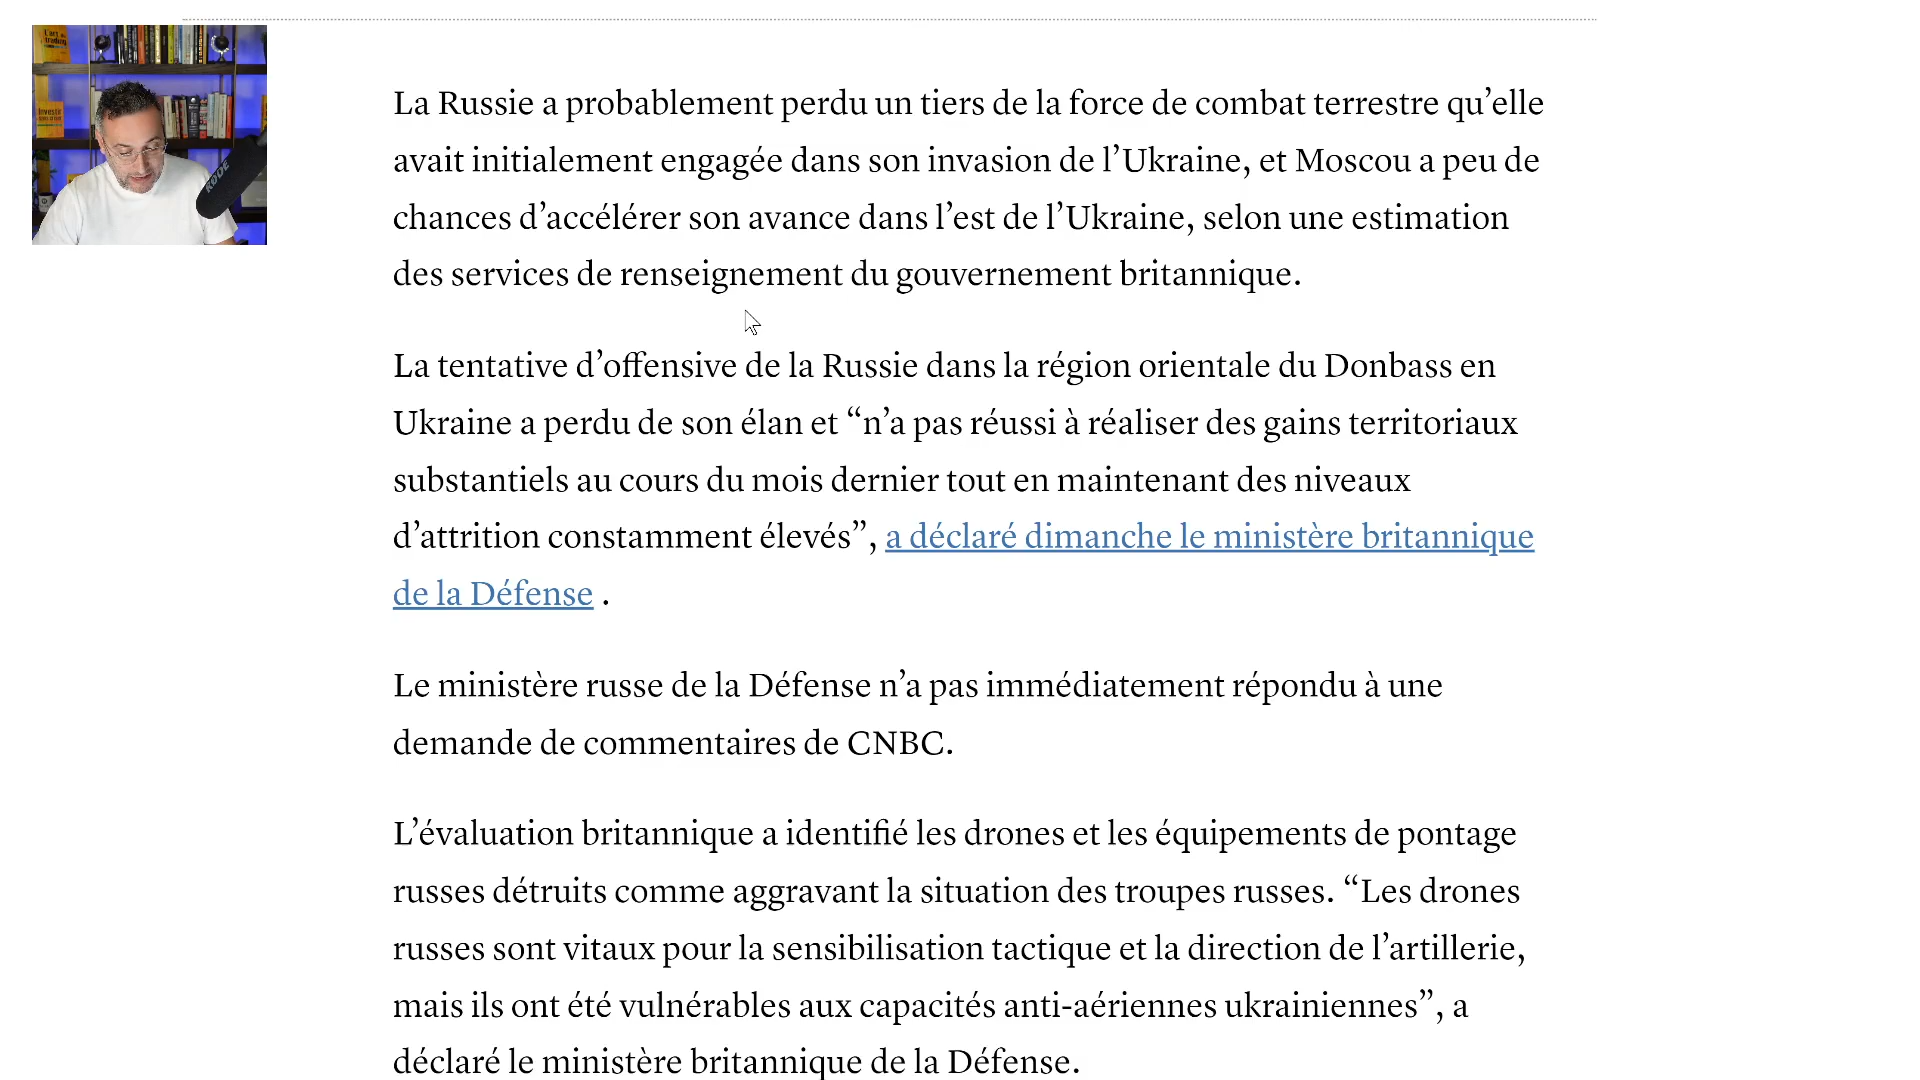 L'art
du
trading
Investir
RØDE
La Russie a probablement perdu un tiers de la force de combat terrestre qu’elle
avait initialement engagée dans son invasion de l’Ukraine, et Moscou a peu de
chances d’accélérer son avance dans l’est de l’Ukraine, selon une estimation
des services de renseignement du gouvernement britannique.
La tentative d’offensive de la Russie dans la région orientale du Donbass en
Ukraine a perdu de son élan et “n’a pas réussi à réaliser des gains territoriaux
substantiels au cours du mois dernier tout en maintenant des niveaux
d’attrition constamment élevés”, a déclaré dimanche le ministère britannique
de la Défense .
Le ministère russe de la Défense n’a pas immédiatement répondu à une
demande de commentaires de CNBC.
L’évaluation britannique a identifié les drones et les équipements de pontage
russes détruits comme aggravant la situation des troupes russes. “Les drones
russes sont vitaux pour la sensibilisation tactique et la direction de l’artillerie,
mais ils ont été vulnérables aux capacités anti-aériennes ukrainiennes”, a
déclaré le ministère britannique de la Défense.